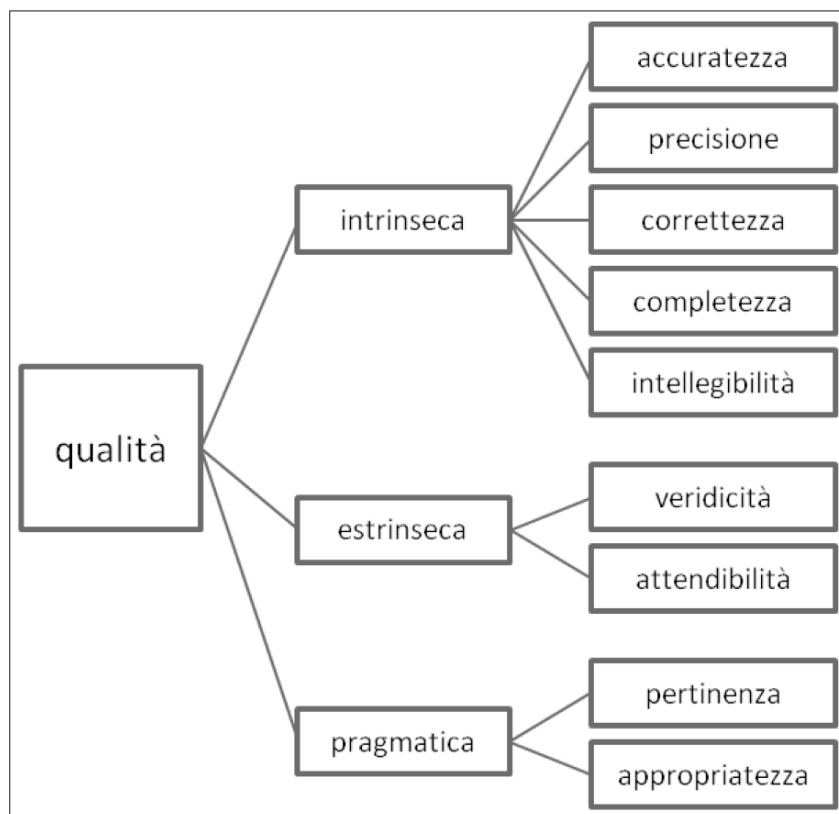 qualità
intrinseca
accuratezza
precisione
correttezza
completezza
intellegibilità
estrinseca
veridicità
attendibilità
pragmatica
pertinenza
appropriatezza